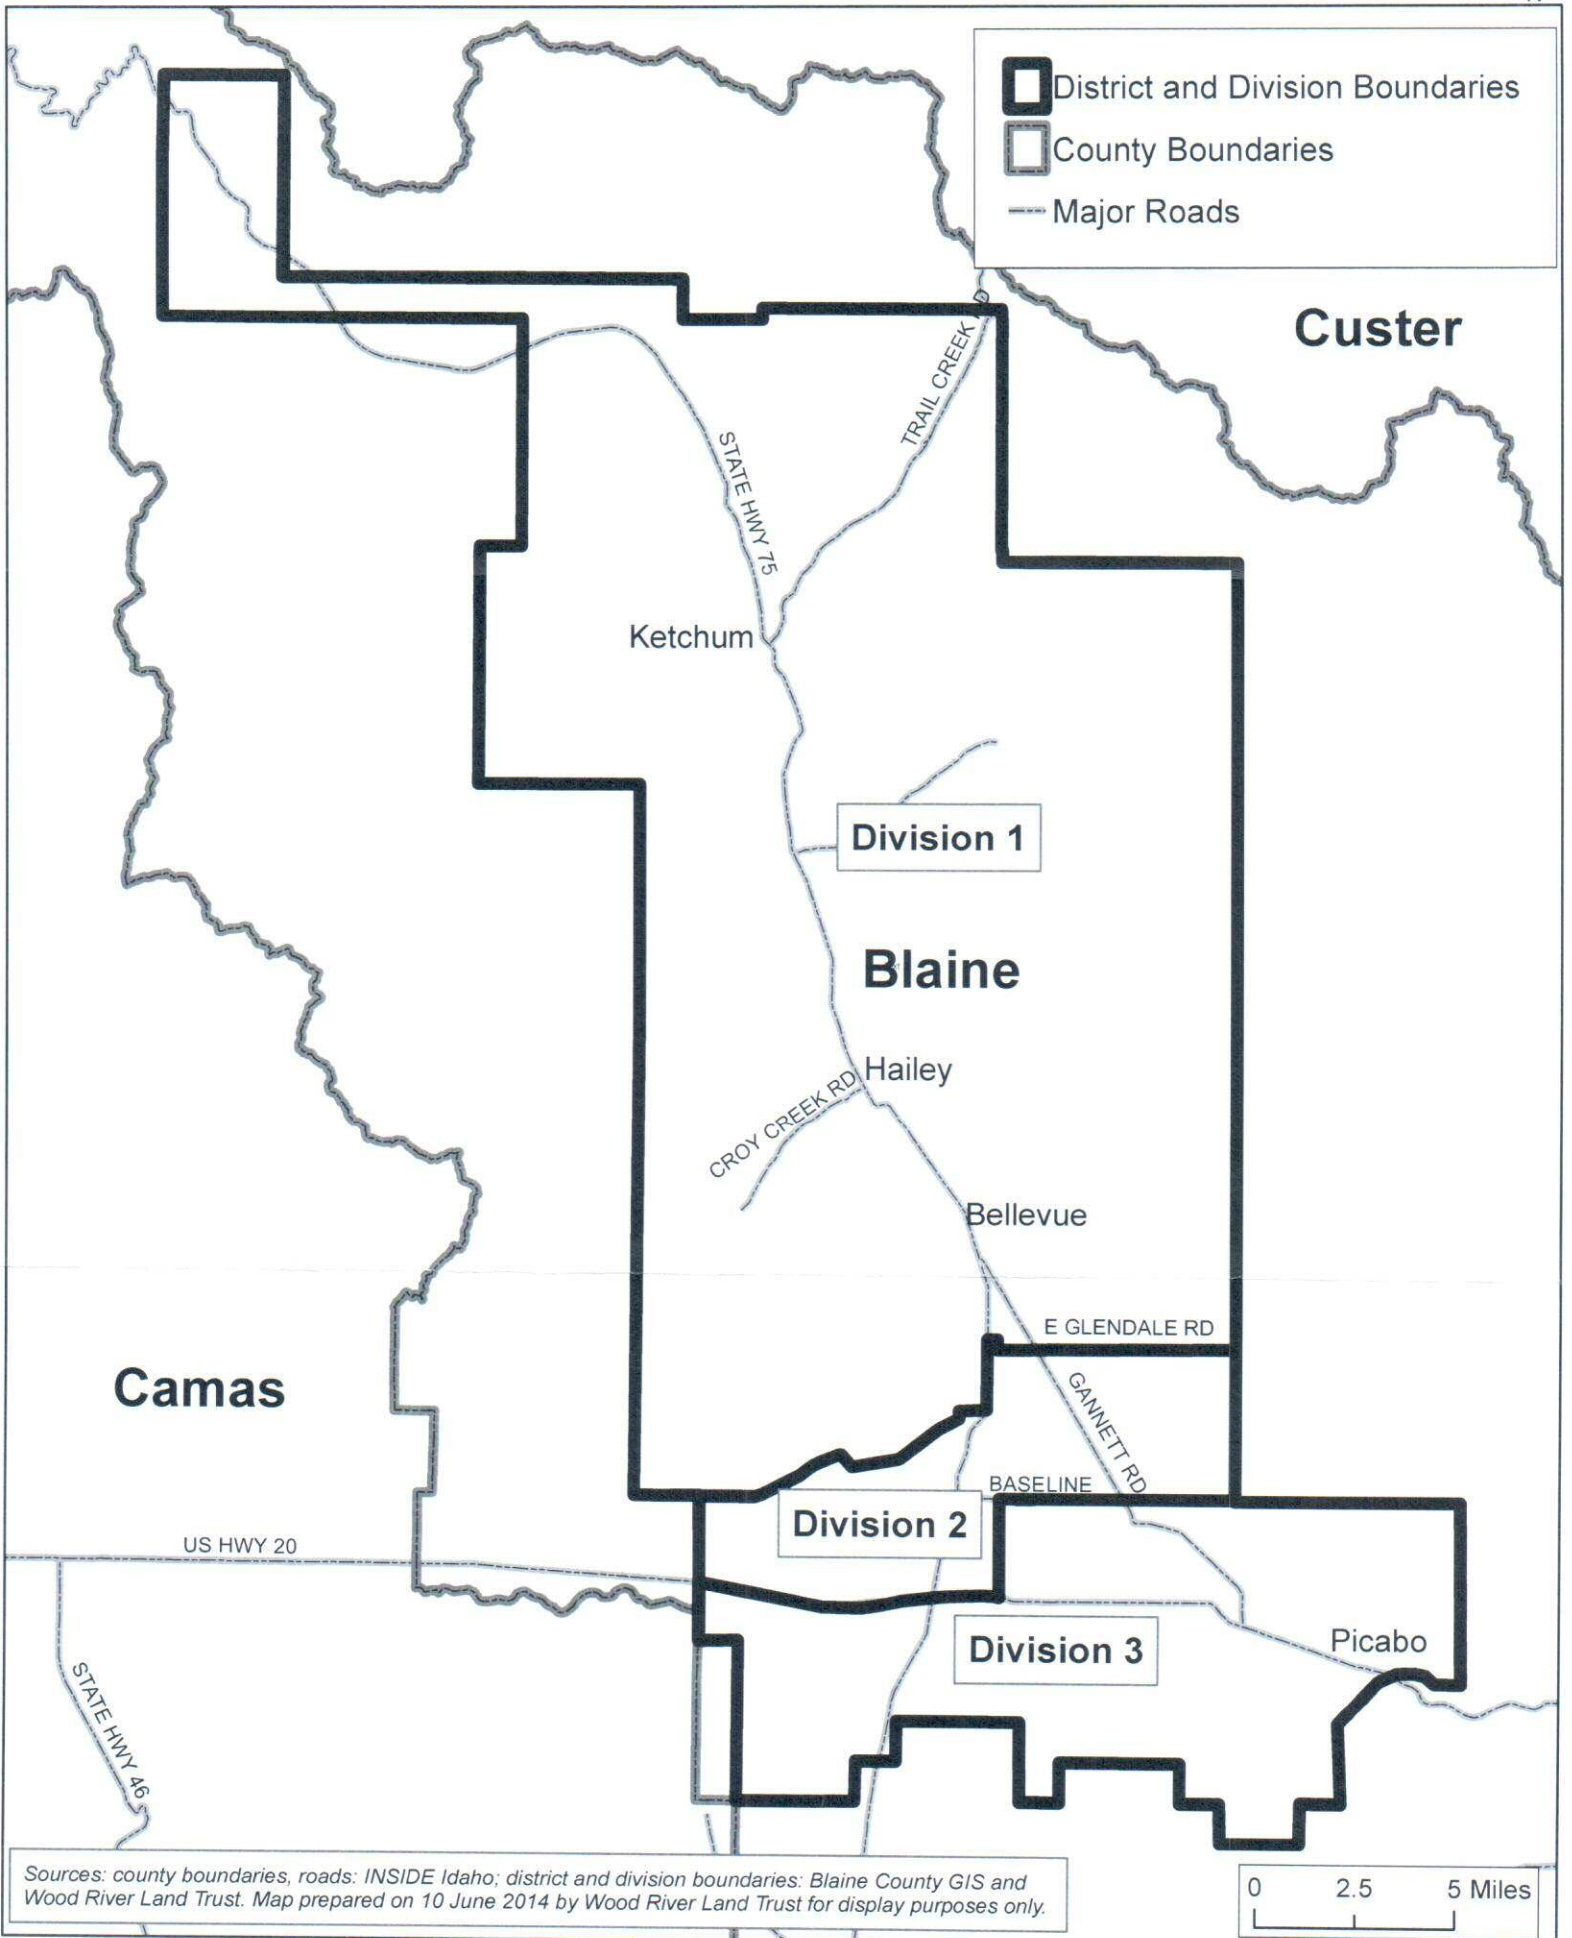 District and Division Boundaries
County Boundaries
Major Roads
Custer
TRAIL CREEK
STATE HWY 75
Ketchum
Division 1
Blaine
Hailey
CROY CREEK RD
Bellevue
E GLENDALE RD
Camas
GANNETT RD
BASELINE
Division 2
US HWY 20
Division 3
Picabo
STATE HWY 46
Sources: county boundaries, roads: INSIDE Idaho; district and division boundaries: Blaine County GIS and
Wood River Land Trust. Map prepared on 10 June 2014 by Wood River Land Trust for display purposes only.
0 2.5 5 Miles